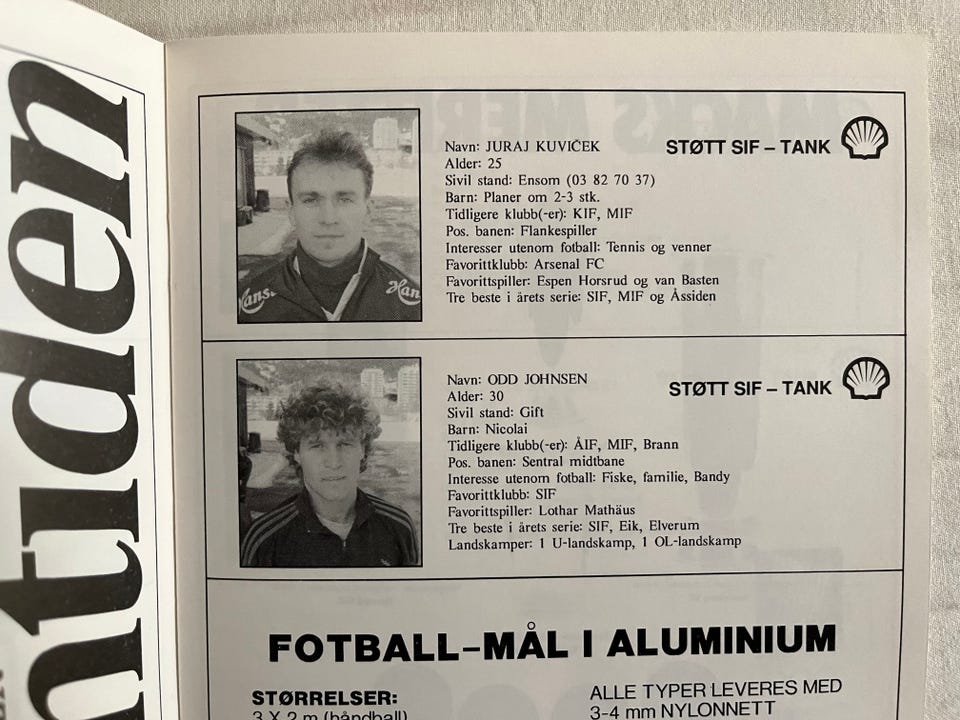 Navn: JURAJ KUVIČEK
Alder: 25
Sivil stand: Ensom (03 82 70 37)
Barn: Planer om 2-3 stk.
Tidligere klubb(-er): KIF, MIF
Pos. banen: Flankespiller
Interesser utenom fotball: Tennis og venner
Favorittklubb: Arsenal FC
Favorittspiller: Espen Horsrud og van Basten
Tre beste i årets serie: SIF, MIF og Åssiden
STØTT SIF – TANK
Navn: ODD JOHNSEN
Alder: 30
Sivil stand: Gift
Barn: Nicolai
Tidligere klubb(-er): ÅIF, MIF, Brann
Pos. banen: Sentral midtbane
Interesse utenom fotball: Fiske, familie, Bandy
Favorittklubb: SIF
Favorittspiller: Lothar Mathäus
Tre beste i årets serie: SIF, Eik, Elverum
Landskamper: 1 U-landskamp, 1 OL-landskamp
STØTT SIF – TANK
FOTBALL–MÅL I ALUMINIUM
STØRRELSER:
3 X 2 m (håndball)
ALLE TYPER LEVERES MED
3-4 mm NYLONNETT